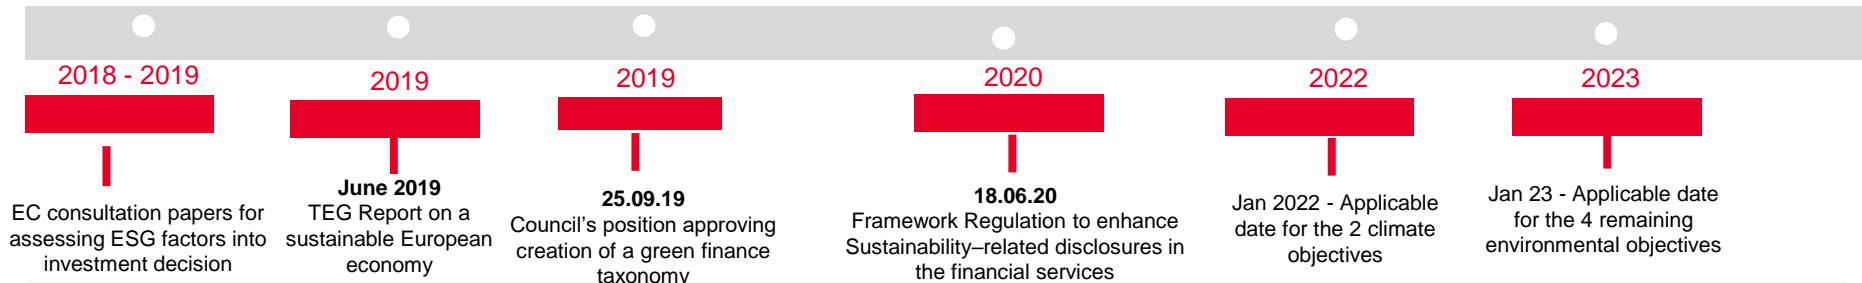 2018 - 2019
EC consultation papers for
assessing ESG factors into
investment decision
2019
June 2019
TEG Report on a
sustainable European
economy
2019
25.09.19
Council’s position approving
creation of a green finance
taxonomy
2020
18.06.20
Framework Regulation to enhance
Sustainability–related disclosures in
the financial services
2022
Jan 2022 - Applicable
date for the 2 climate
objectives
2023
Jan 23 - Applicable date
for the 4 remaining
environmental objectives